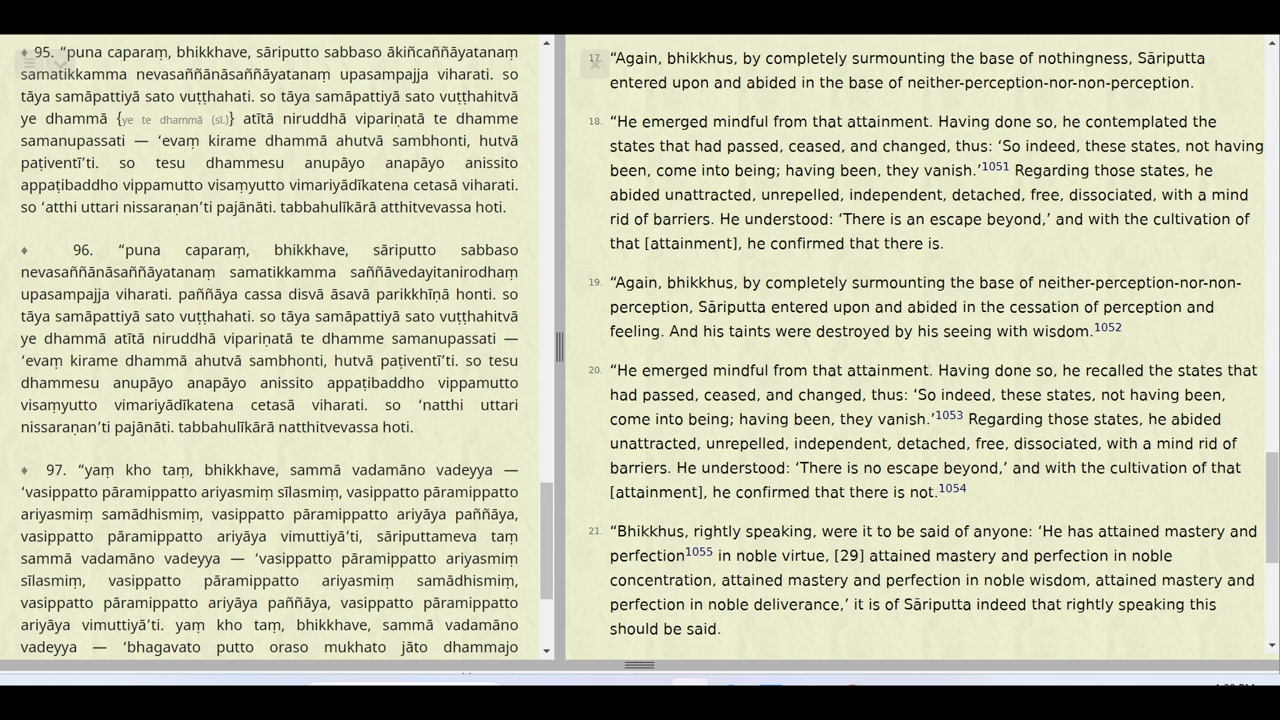 ♦ 95. “puna caparaṃ, bhikkhave, sāriputto sabbaso ākiñcaññāyatanaṃ
samatikkamma nevasaññānāsaññāyatanaṃ upasampajja viharati. so
tāya samāpattiyā sato vuṭṭhahati. so tāya samāpattiyā sato vuṭṭhahitvā
ye dhammā {ye te dhammā (sī.)} atītā niruddhā vipariṇatā te dhamme
samanupassati — ‘evaṃ kirame dhammā ahutvā sambhonti, hutvā
paṭiventī’ti. so tesu dhammesu anupāyo anapāyo anissito
appaṭibaddho vippamutto visaṃyutto vimariyādīkatena cetasā viharati.
so ‘atthi uttari nissaraṇan’ti pajānāti. tabbahulīkārā atthitvevassa hoti.
♦ 96. “puna caparaṃ, bhikkhave, sāriputto sabbaso
nevasaññānāsaññāyatanaṃ samatikkamma saññāvedayitanirodhaṃ
upasampajja viharati. paññāya cassa disvā āsavā parikkhīṇā honti. so
tāya samāpattiyā sato vuṭṭhahati. so tāya samāpattiyā sato vuṭṭhahitvā
ye dhammā atītā niruddhā vipariṇatā te dhamme samanupassati —
‘evaṃ kirame dhammā ahutvā sambhonti, hutvā paṭiventī’ti. so tesu
dhammesu anupāyo anapāyo anissito appaṭibaddho vippamutto
visaṃyutto vimariyādīkatena cetasā viharati. so ‘natthi uttari
nissaraṇan’ti pajānāti. tabbahulīkārā natthitvevassa hoti.
♦ 97. “yaṃ kho taṃ, bhikkhave, sammā vadamāno vadeyya —
‘vasippatto pāramippatto ariyasmiṃ sīlasmiṃ, vasippatto pāramippatto
ariyasmiṃ samādhismiṃ, vasippatto pāramippatto ariyāya paññāya,
vasippatto pāramippatto ariyāya vimuttiyā’ti, sāriputtameva taṃ
sammā vadamāno vadeyya — ‘vasippatto pāramippatto ariyasmiṃ
sīlasmiṃ, vasippatto pāramippatto ariyasmiṃ samādhismiṃ,
vasippatto pāramippatto ariyāya paññāya, vasippatto pāramippatto
ariyāya vimuttiyā’ti. yaṃ kho taṃ, bhikkhave, sammā vadamāno
vadeyya — ‘bhagavato putto oraso mukhato jāto dhammajo
17. “Again, bhikkhus, by completely surmounting the base of nothingness, Sāriputta
entered upon and abided in the base of neither-perception-nor-non-perception.
18. “He emerged mindful from that attainment. Having done so, he contemplated the
states that had passed, ceased, and changed, thus: ‘So indeed, these states, not having
been, come into being; having been, they vanish.’1051 Regarding those states, he
abided unattracted, unrepelled, independent, detached, free, dissociated, with a mind
rid of barriers. He understood: ‘There is an escape beyond,’ and with the cultivation of
that [attainment], he confirmed that there is.
19. “Again, bhikkhus, by completely surmounting the base of neither-perception-nor-non-
perception, Sāriputta entered upon and abided in the cessation of perception and
feeling. And his taints were destroyed by his seeing with wisdom.1052
20. “He emerged mindful from that attainment. Having done so, he recalled the states that
had passed, ceased, and changed, thus: ‘So indeed, these states, not having been,
come into being; having been, they vanish.’1053 Regarding those states, he abided
unattracted, unrepelled, independent, detached, free, dissociated, with a mind rid of
barriers. He understood: ‘There is no escape beyond,’ and with the cultivation of that
[attainment], he confirmed that there is not.1054
21. “Bhikkhus, rightly speaking, were it to be said of anyone: ‘He has attained mastery and
perfection1055 in noble virtue, [29] attained mastery and perfection in noble
concentration, attained mastery and perfection in noble wisdom, attained mastery and
perfection in noble deliverance,’ it is of Sāriputta indeed that rightly speaking this
should be said.